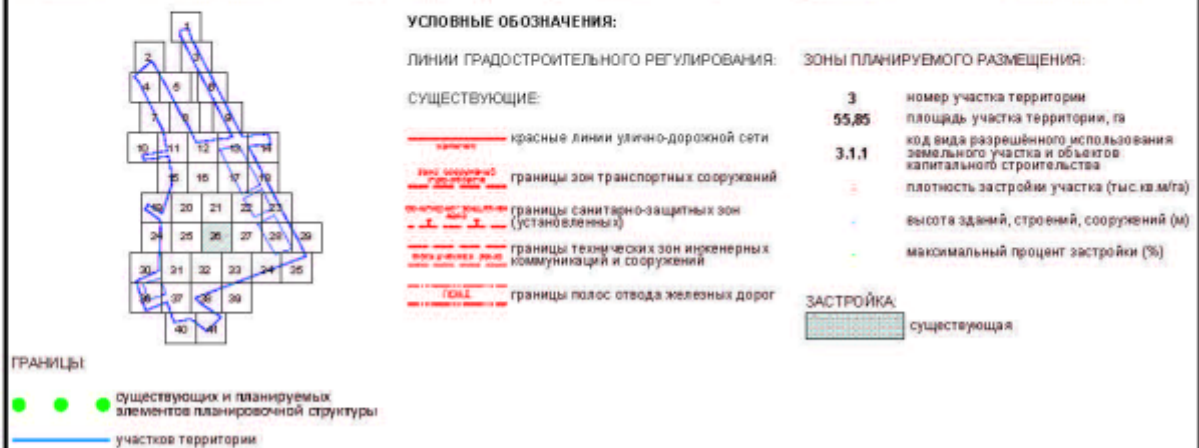 1
2
4 5 6
7 8 9
10 11 12 13 14
15 16 17 18
19 20 21 22 23
24 25 26 27 28 29
30 31 32 33 34 35
36 37 38 39
40 41
ГРАНИЦЫ:
существующих и планируемых
элементов планировочной структуры
участков территории
УСЛОВНЫЕ ОБОЗНАЧЕНИЯ:
ЛИНИИ ГРАДОСТРОИТЕЛЬНОГО РЕГУЛИРОВАНИЯ:
СУЩЕСТВУЮЩИЕ:
красные линии улично-дорожной сети
границы зон транспортных сооружений
границы санитарно-защитных зон
(установленных)
границы технических зон инженерных
коммуникаций и сооружений
границы полос отвода железных дорог
ЗОНЫ ПЛАНИРУЕМОГО РАЗМЕЩЕНИЯ:
3 номер участка территории
55,85 площадь участка территории, га
3.1.1 код вида разрешённого использования
земельного участка и объектов
капитального строительства
плотность застройки участка (тыс.кв.м/га)
высота зданий, строений, сооружений (м)
максимальный процент застройки (%)
ЗАСТРОЙКА:
существующая